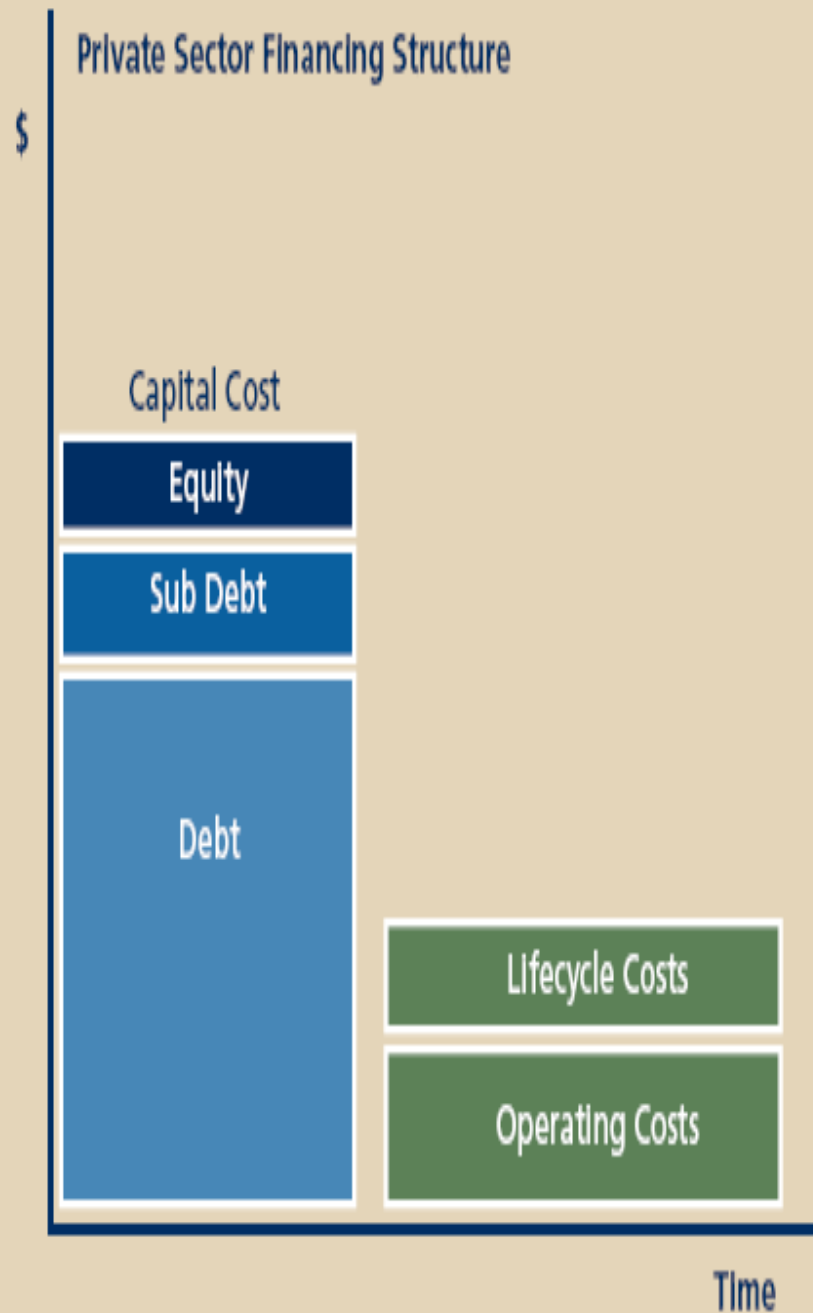 Private Sector Financing Structure
$
Capital Cost
Equity
Sub Debt
Debt
Lifecycle Costs
Operating Costs
Time